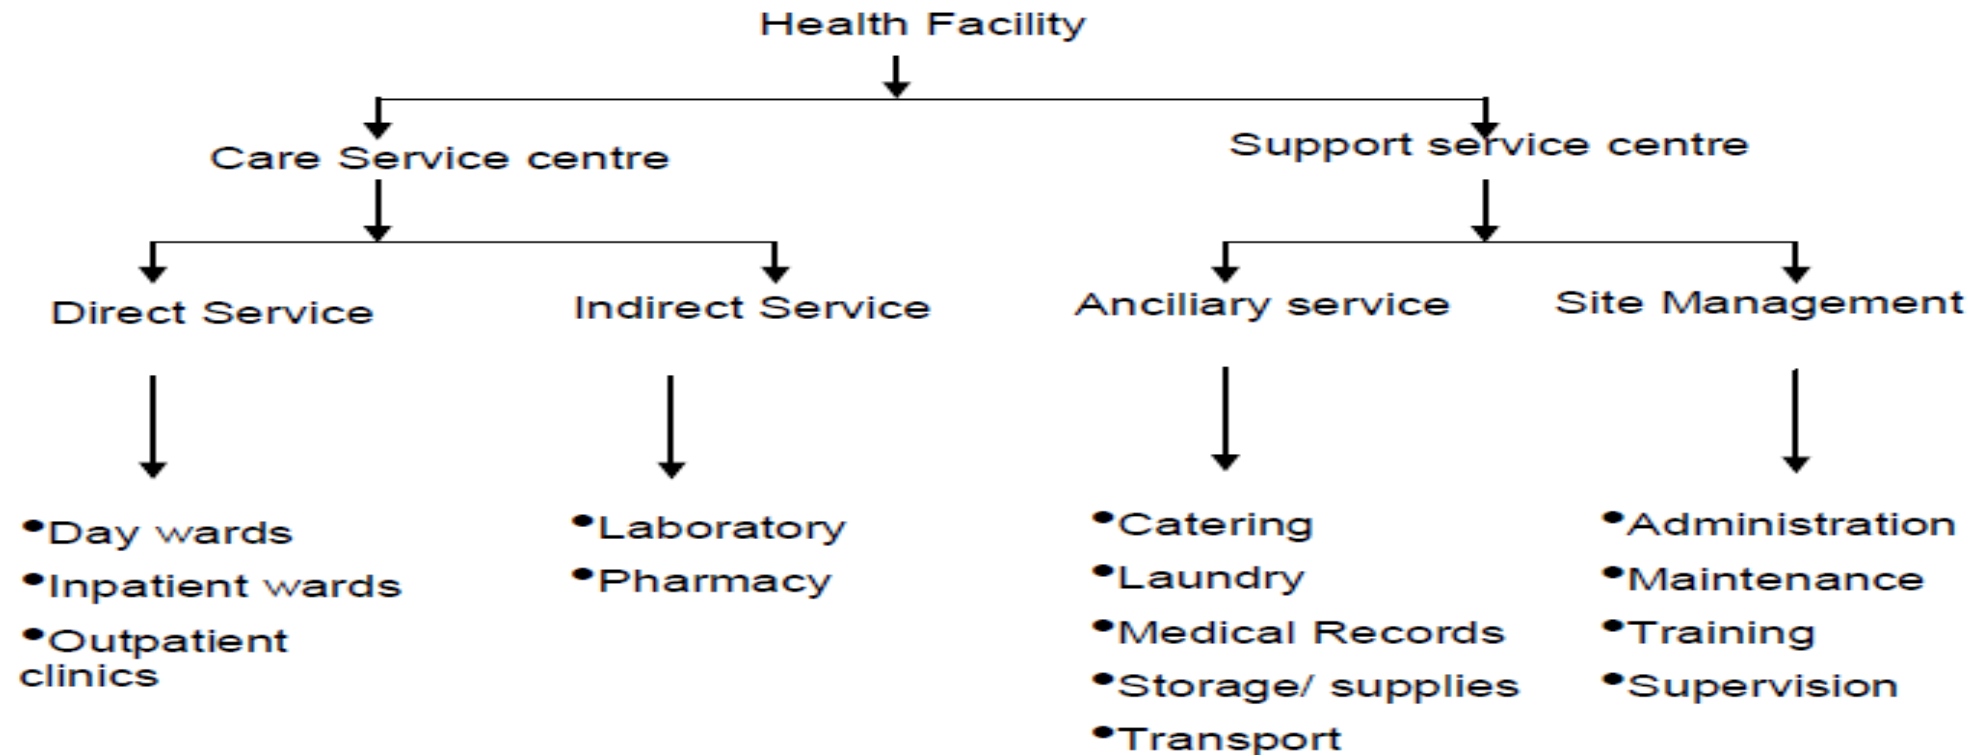 Health Facility
Care Service centre
Support service centre
Direct Service
Indirect Service
Ancillary service
Site Management
•Day wards
•Inpatient wards
•Outpatient
clinics
•Laboratory
•Pharmacy
•Catering
•Laundry
•Medical Records
•Storage/ supplies
•Transport
•Administration
•Maintenance
•Training
•Supervision